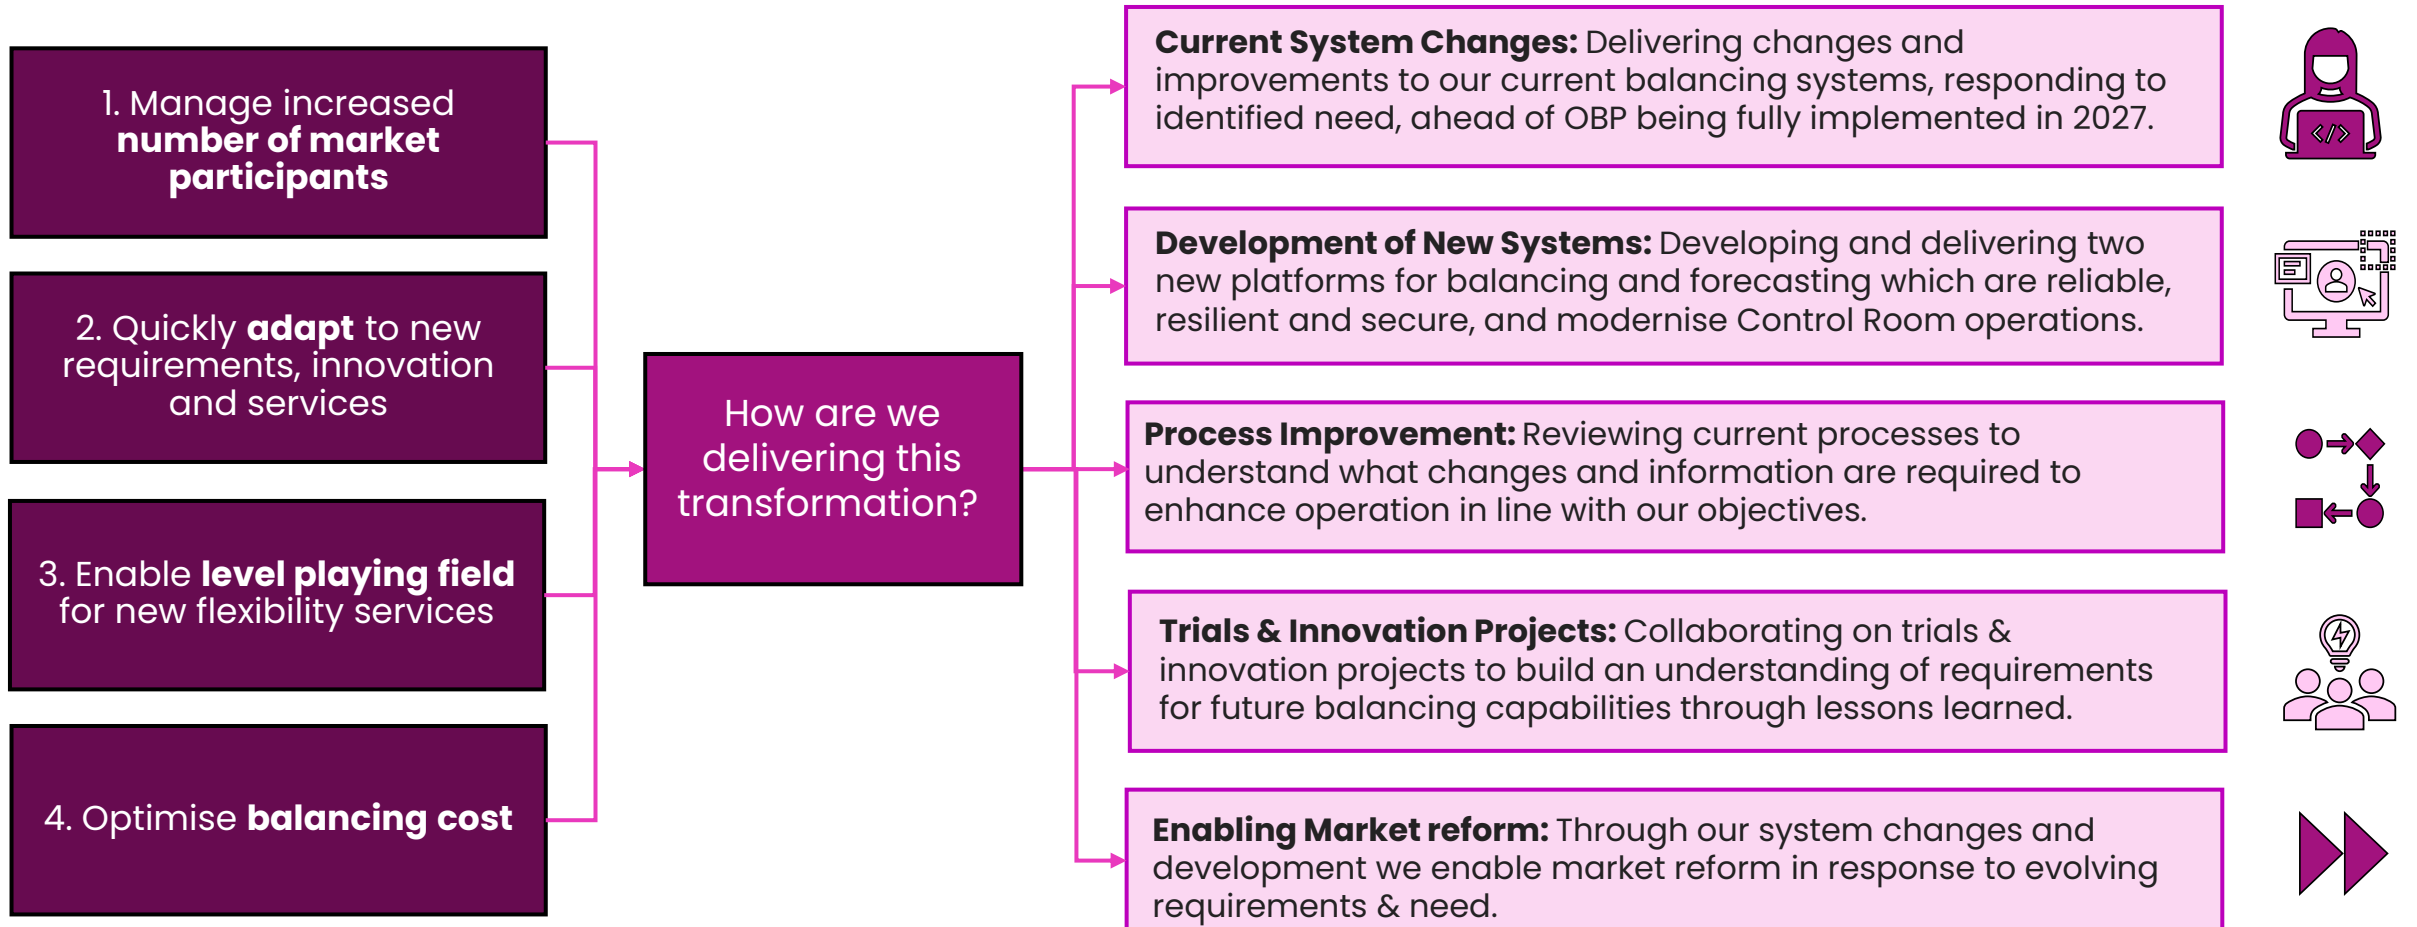 1. Manage increased
number of market
participants
2. Quickly adapt to new
requirements, innovation
and services
3. Enable level playing field
for new flexibility services
4. Optimise balancing cost
How are we
delivering this
transformation?
Current System Changes: Delivering changes and
improvements to our current balancing systems, responding to
identified need, ahead of OBP being fully implemented in 2027.
Development of New Systems: Developing and delivering two
new platforms for balancing and forecasting which are reliable,
resilient and secure, and modernise Control Room operations.
Process Improvement: Reviewing current processes to
understand what changes and information are required to
enhance operation in line with our objectives.
Trials & Innovation Projects: Collaborating on trials &
innovation projects to build an understanding of requirements
for future balancing capabilities through lessons learned.
Enabling Market reform: Through our system changes and
development we enable market reform in response to evolving
requirements & need.